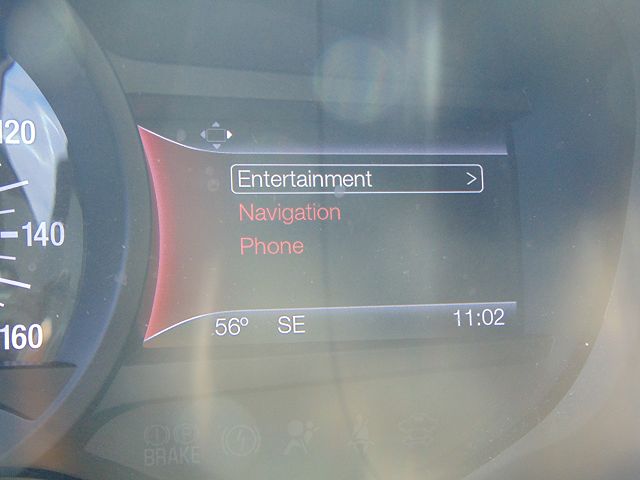 120
140
160
Entertainment >
Navigation
Phone
56° SE 11:02
BRAKE